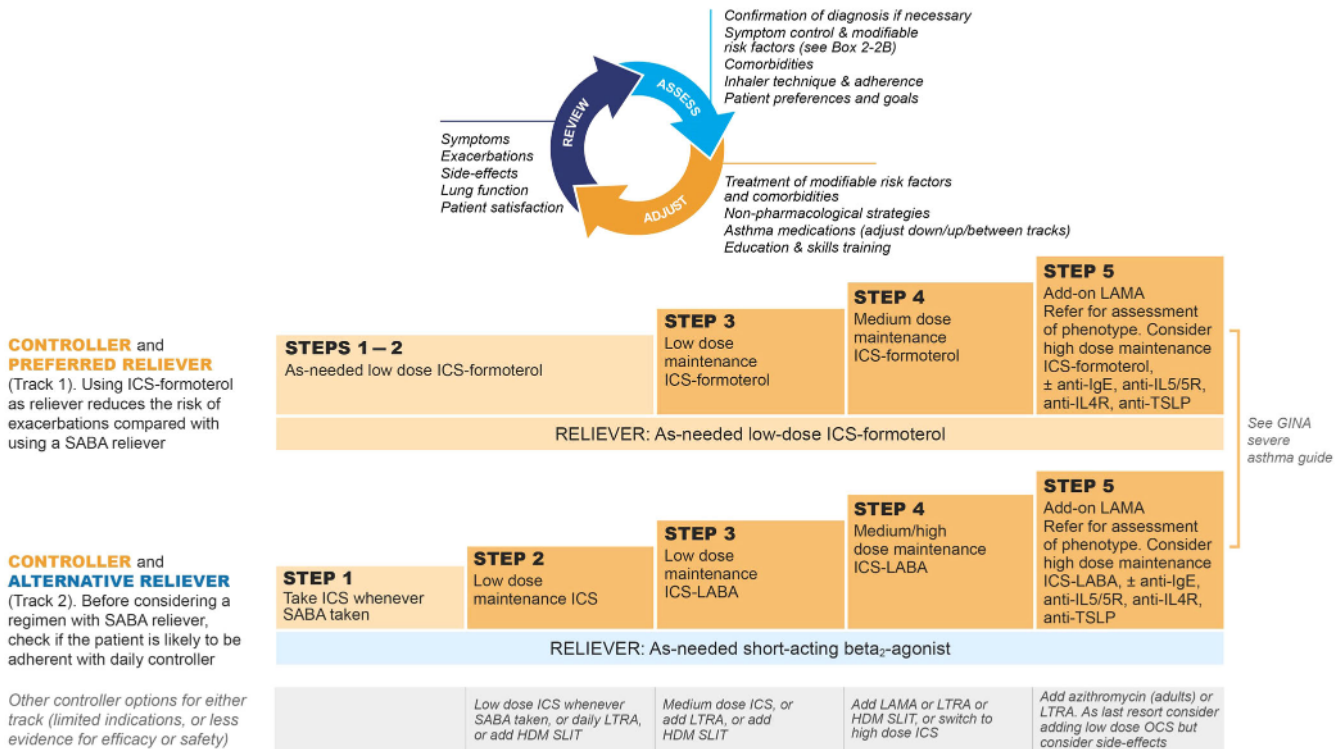 Confirmation of diagnosis if necessary
Symptom control & modifiable
risk factors (see Box 2-2B)
Comorbidities
Inhaler technique & adherence
Patient preferences and goals
ASSESS
REVIEW
Symptoms
Exacerbations
Side-effects
Lung function
Patient satisfaction
ADJUST
Treatment of modifiable risk factors
and comorbidities
Non-pharmacological strategies
Asthma medications (adjust down/up/between tracks)
Education & skills training
CONTROLLER and
PREFERRED RELIEVER
(Track 1). Using ICS-formoterol
as reliever reduces the risk of
exacerbations compared with
using a SABA reliever
STEPS 1 – 2
As-needed low dose ICS-formoterol
STEP 3
Low dose
maintenance
ICS-formoterol
STEP 4
Medium dose
maintenance
ICS-formoterol
STEP 5
Add-on LAMA
Refer for assessment
of phenotype. Consider
high dose maintenance
ICS-formoterol,
± anti-IgE, anti-IL5/5R,
anti-IL4R, anti-TSLP
RELIEVER: As-needed low-dose ICS-formoterol
See GINA
severe
asthma guide
CONTROLLER and
ALTERNATIVE RELIEVER
(Track 2). Before considering a
regimen with SABA reliever,
check if the patient is likely to be
adherent with daily controller
STEP 1
Take ICS whenever
SABA taken
STEP 2
Low dose
maintenance ICS
STEP 3
Low dose
maintenance
ICS-LABA
STEP 4
Medium/high
dose maintenance
ICS-LABA
STEP 5
Add-on LAMA
Refer for assessment
of phenotype. Consider
high dose maintenance
ICS-LABA, ± anti-IgE,
anti-IL5/5R, anti-IL4R,
anti-TSLP
RELIEVER: As-needed short-acting beta₂-agonist
Other controller options for either
track (limited indications, or less
evidence for efficacy or safety)
Low dose ICS whenever
SABA taken, or daily LTRA,
or add HDM SLIT
Medium dose ICS, or
add LTRA, or add
HDM SLIT
Add LAMA or LTRA or
HDM SLIT, or switch to
high dose ICS
Add azithromycin (adults) or
LTRA. As last resort consider
adding low dose OCS but
consider side-effects